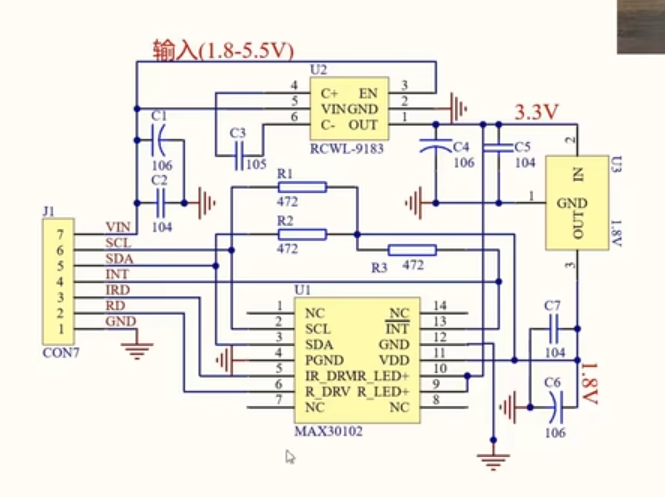 输入(1.8-5.5V)
U2
4 C+ EN 3
5 VIN GND 2
6 C- OUT 1
RCWL-9183
3.3V
C1
106
C2
104
C3
105
C4
106
C5
104
2
IN
1 GND
OUT
3
U3
1.8V
R1
472
R2
472
R3
472
J1
7 VIN
6 SCL
5 SDA
4 INT
3 IRD
2 RD
1 GND
CON7
U1
1 NC NC 14
2 SCL INT 13
3 SDA GND 12
4 PGND VDD 11
5 IR_DRV IR_LED+ 10
6 R_DRV R_LED+ 9
7 NC NC 8
MAX30102
C7
104
C6
106
1.8V